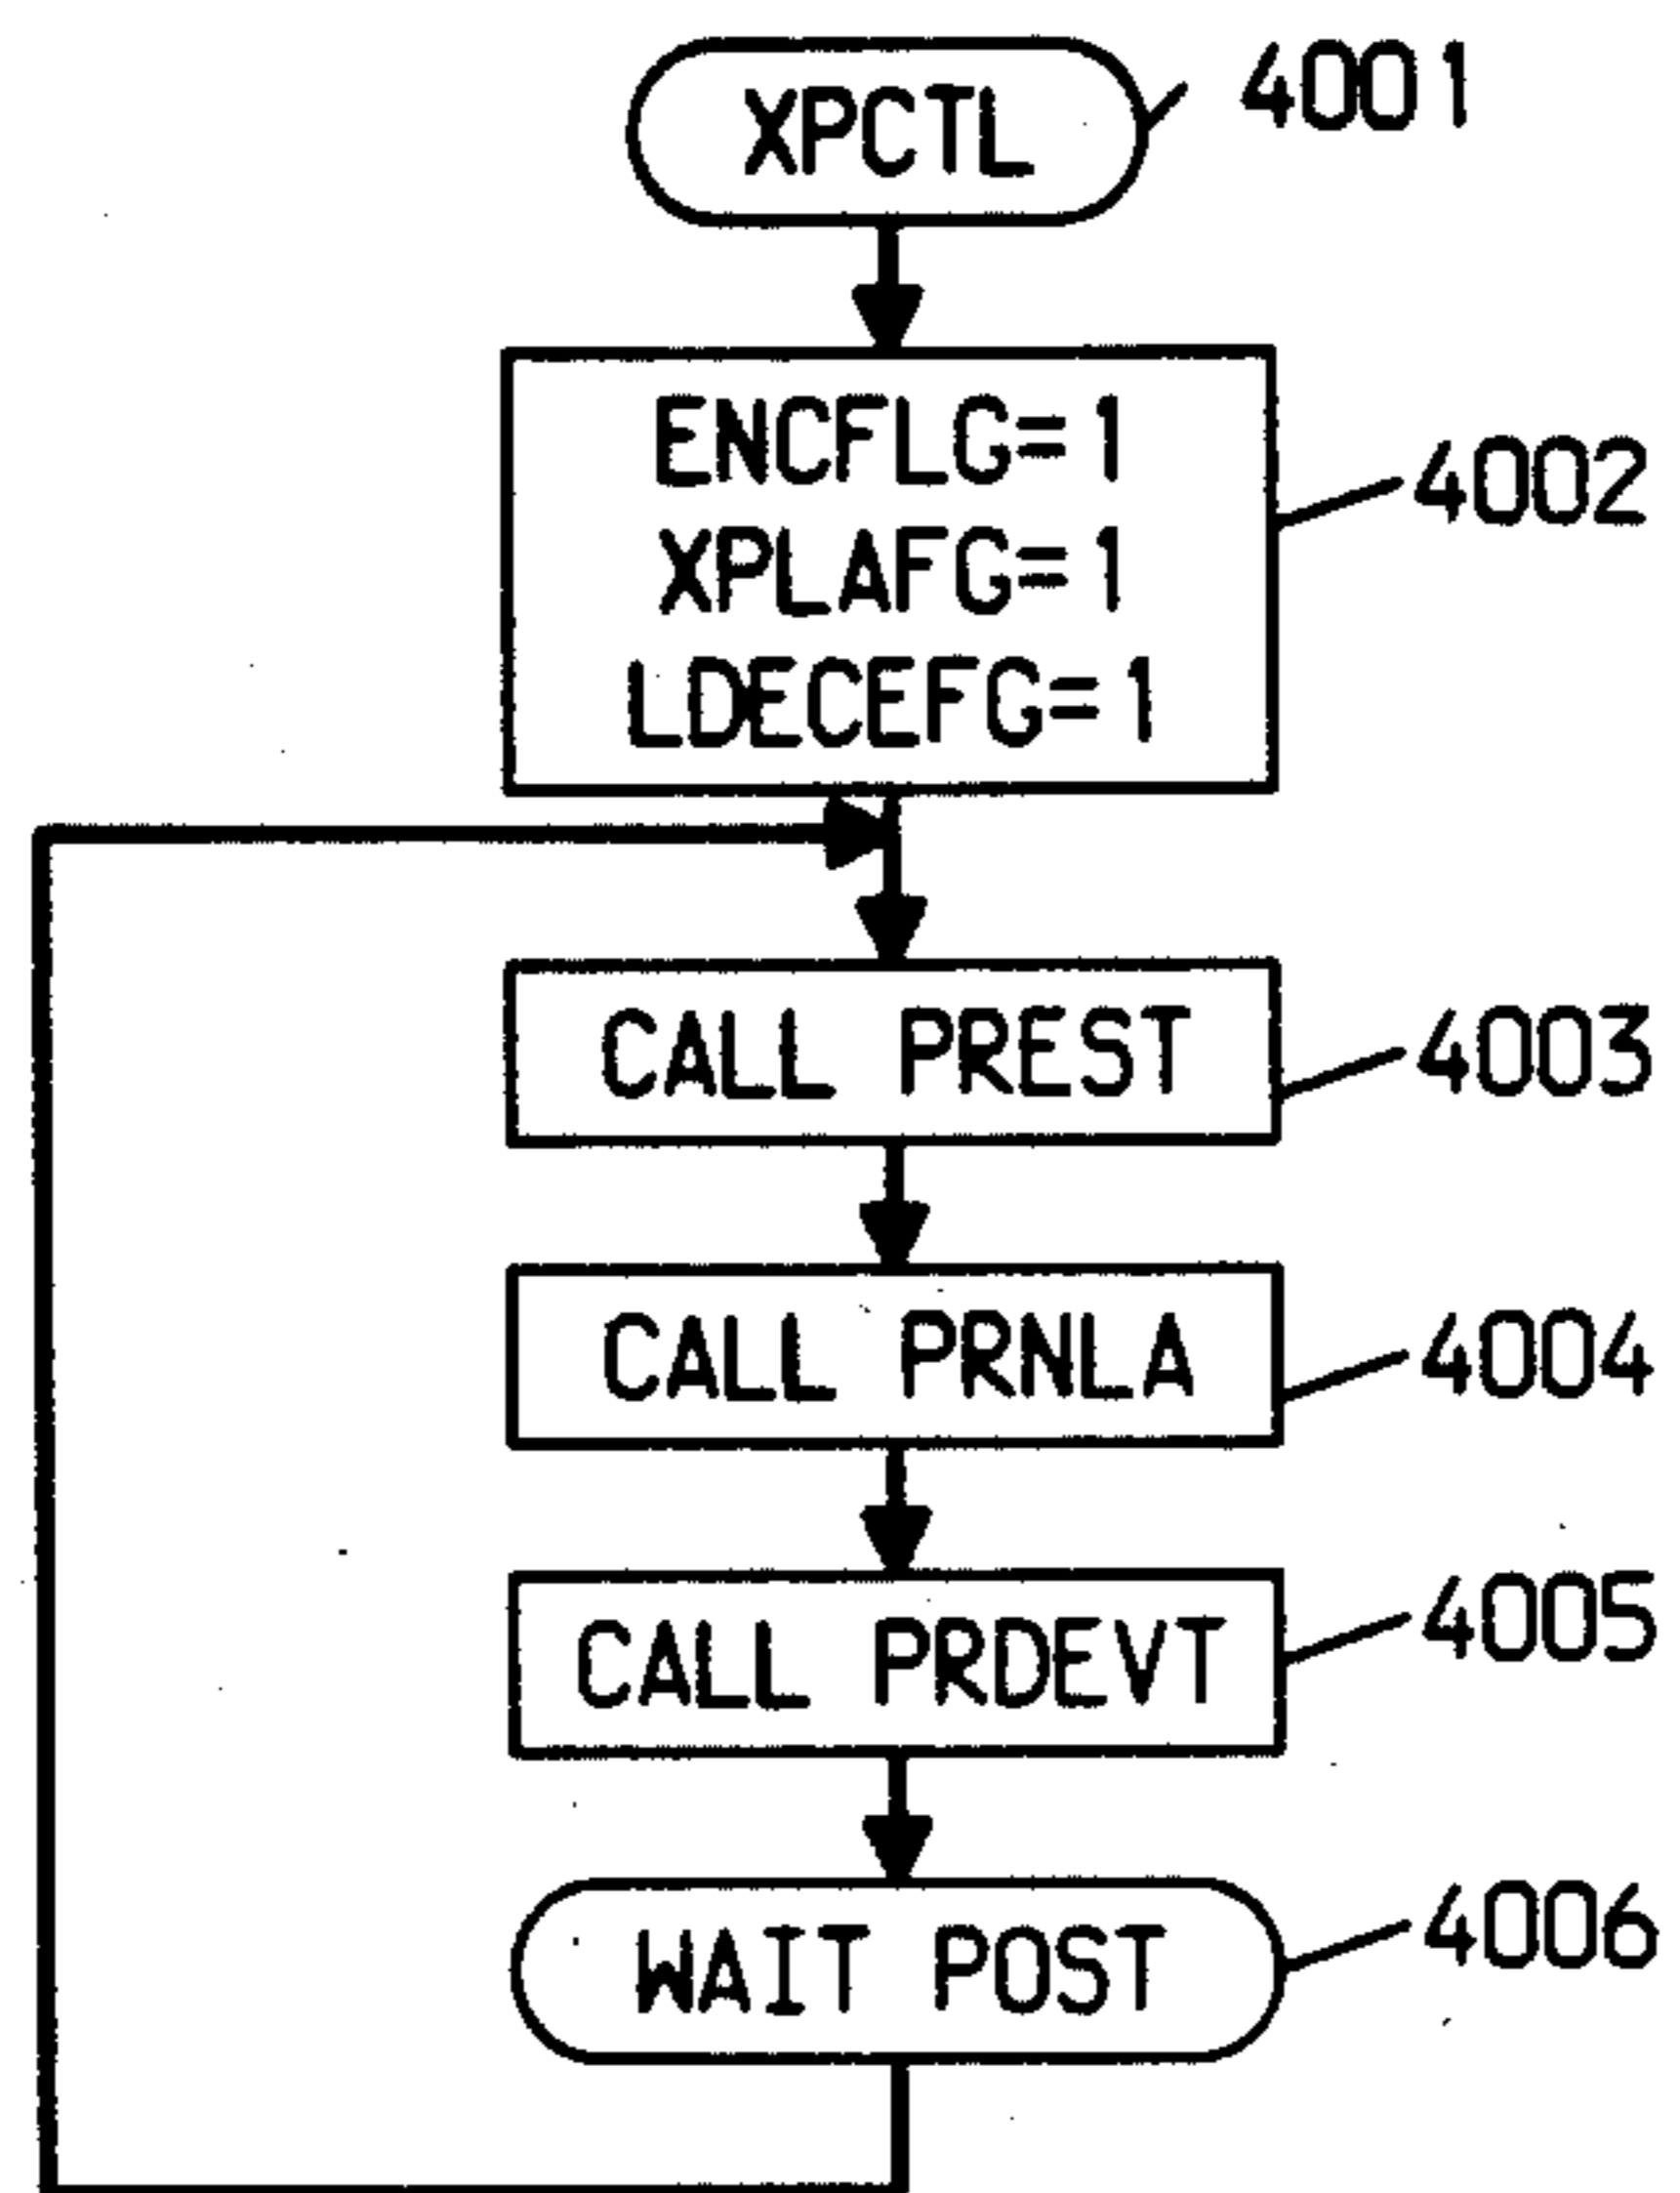 XPCTL
4001
ENCFLG=1
XPLAFG=1
LDECEFG=1
4002
CALL PREST
4003
CALL PRNLA
4004
CALL PRDEVT
4005
WAIT POST
4006